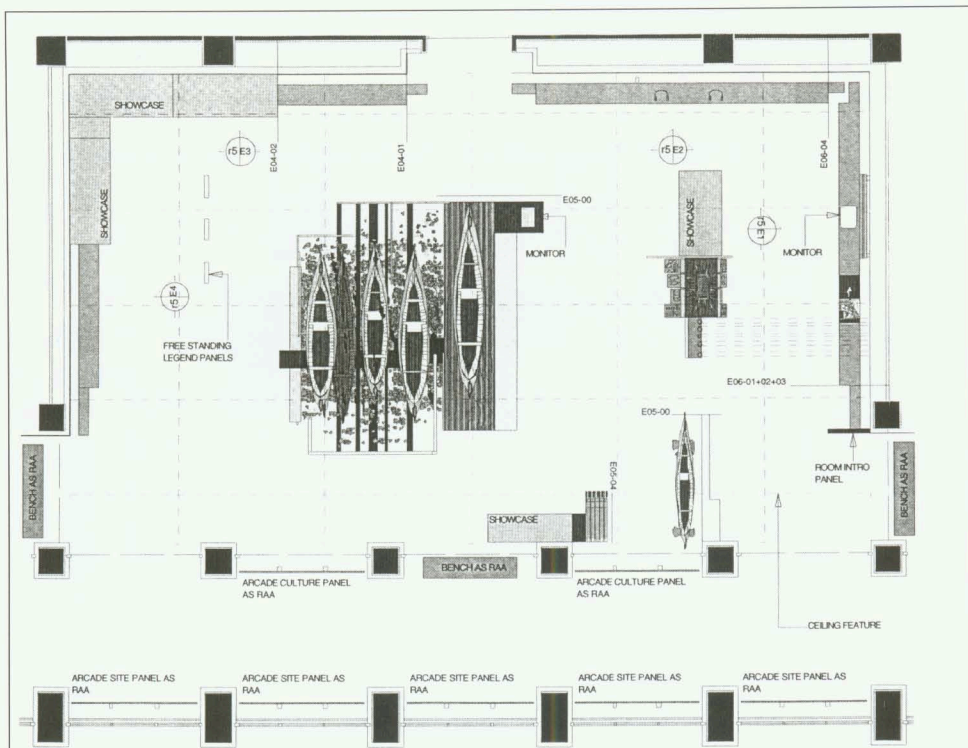 SHOWCASE
SHOWCASE
r5 E3
E04-02
E04-01
r5 E2
E06-04
E05-00
SHOWCASE
r5 E1
MONITOR
MONITOR
r5 E4
FREE STANDING
LEGEND PANELS
E06-01+02+03
E05-00
ROOM INTRO
PANEL
BENCH AS RAA
BENCH AS RAA
E05-04
SHOWCASE
BENCH AS RAA
ARCADE CULTURE PANEL
AS RAA
ARCADE CULTURE PANEL
AS RAA
CEILING FEATURE
ARCADE SITE PANEL AS
RAA
ARCADE SITE PANEL AS
RAA
ARCADE SITE PANEL AS
RAA
ARCADE SITE PANEL AS
RAA
ARCADE SITE PANEL AS
RAA